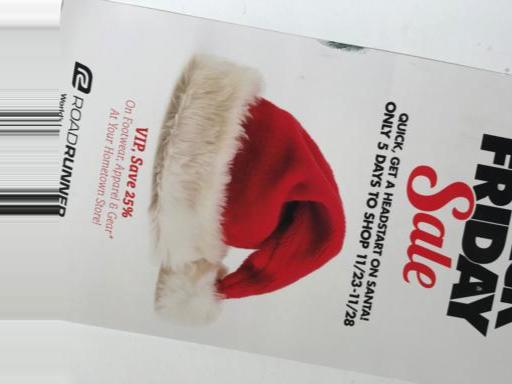 FRIDAY
Sale
QUICK, GET A HEADSTART ON SANTA!
ONLY 5 DAYS TO SHOP 11/23-11/28
VIP, Save 25%
On Footwear, Apparel & Gear*
At Your Hometown Store!
ROADRUNNER